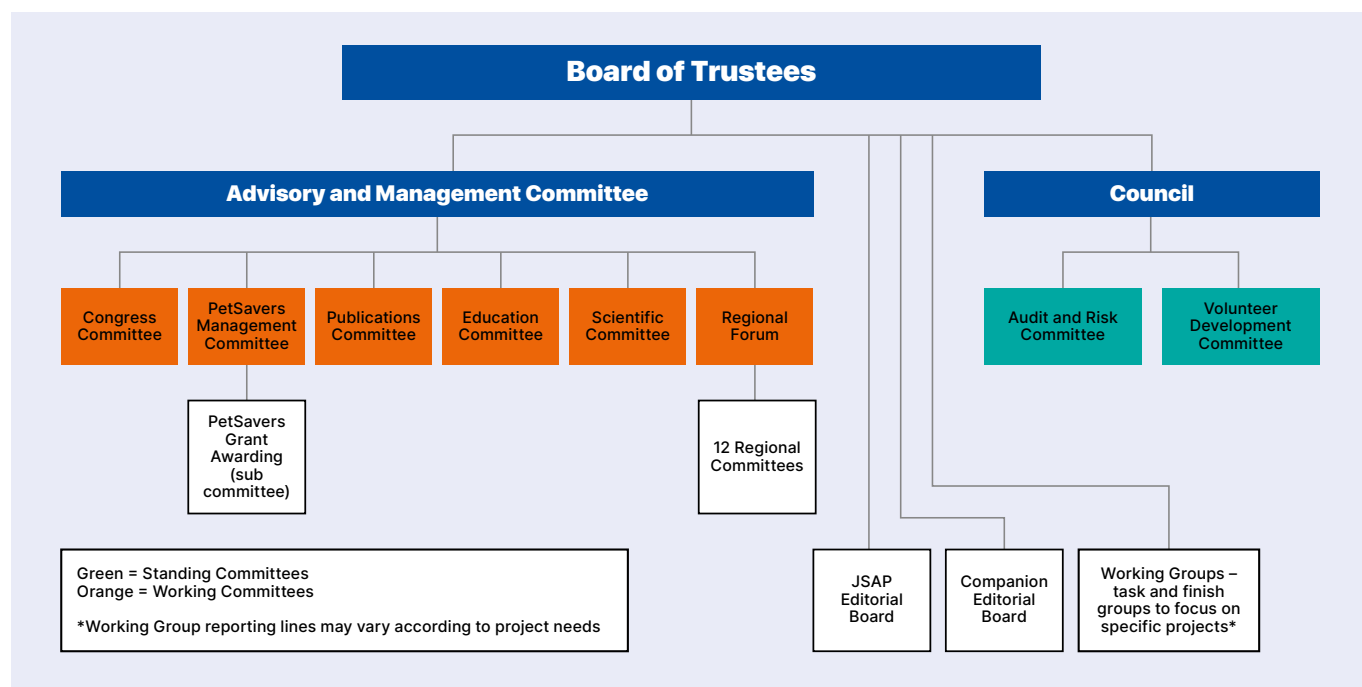 Board of Trustees
Advisory and Management Committee
Council
Congress
Committee
PetSavers
Management
Committee
Publications
Committee
Education
Committee
Scientific
Committee
Regional
Forum
Audit and Risk
Committee
Volunteer
Development
Committee
PetSavers
Grant
Awarding
(sub
committee)
12 Regional
Committees
Green = Standing Committees
Orange = Working Committees
*Working Group reporting lines may vary according to project needs
JSAP
Editorial
Board
Companion
Editorial
Board
Working Groups –
task and finish
groups to focus on
specific projects*